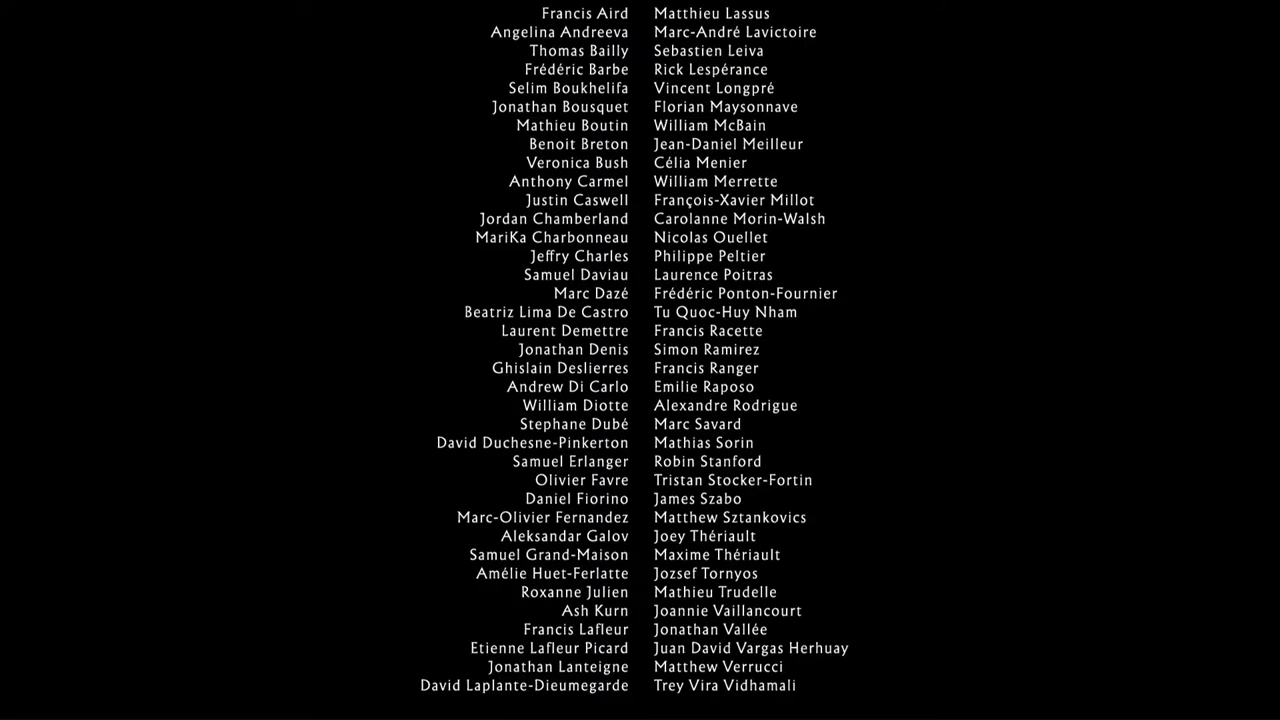 Francis Aird Matthieu Lassus
Angelina Andreeva Marc-André Lavictoire
Thomas Bailly Sebastien Leiva
Frédéric Barbe Rick Lespérance
Selim Boukhelifa Vincent Longpré
Jonathan Bousquet Florian Maysonnave
Mathieu Boutin William McBain
Benoit Breton Jean-Daniel Meilleur
Veronica Bush Célia Menier
Anthony Carmel William Merrette
Justin Caswell François-Xavier Millot
Jordan Chamberland Carolanne Morin-Walsh
MariKa Charbonneau Nicolas Ouellet
Jeffry Charles Philippe Peltier
Samuel Daviau Laurence Poitras
Marc Dazé Frédéric Ponton-Fournier
Beatriz Lima De Castro Tu Quoc-Huy Nham
Laurent Demettre Francis Racette
Jonathan Denis Simon Ramirez
Ghislain Deslierres Francis Ranger
Andrew Di Carlo Emilie Raposo
William Diotte Alexandre Rodrigue
Stephane Dubé Marc Savard
David Duchesne-Pinkerton Mathias Sorin
Samuel Erlanger Robin Stanford
Olivier Favre Tristan Stocker-Fortin
Daniel Fiorino James Szabo
Marc-Olivier Fernandez Matthew Sztankovics
Aleksandar Galov Joey Thériault
Samuel Grand-Maison Maxime Thériault
Amélie Huet-Ferlatte Jozsef Tornyos
Roxanne Julien Mathieu Trudelle
Ash Kurn Joannie Vaillancourt
Francis Lafleur Jonathan Vallée
Etienne Lafleur Picard Juan David Vargas Herhuay
Jonathan Lanteigne Matthew Verrucci
David Laplante-Dieumegarde Trey Vira Vidhamali